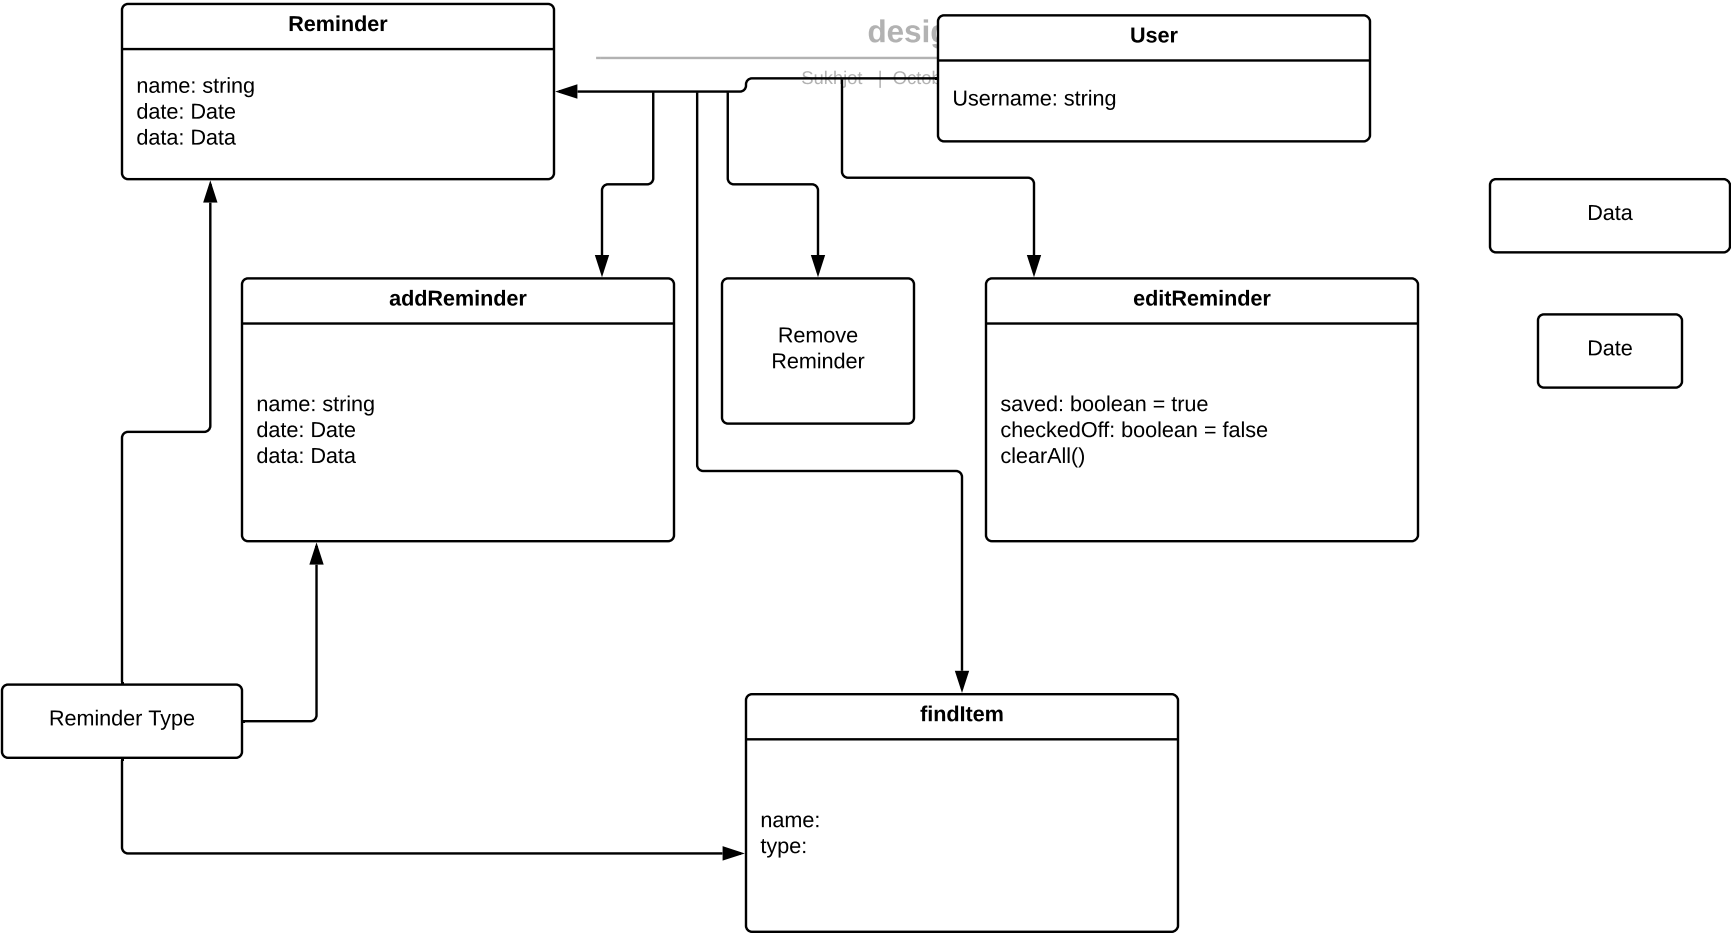 Reminder
name: string
date: Date
data: Data
User
Username: string
Sukhjot |
Data
Date
addReminder
name: string
date: Date
data: Data
Remove
Reminder
editReminder
saved: boolean = true
checkedOff: boolean = false
clearAll()
Reminder Type
findItem
name:
type: